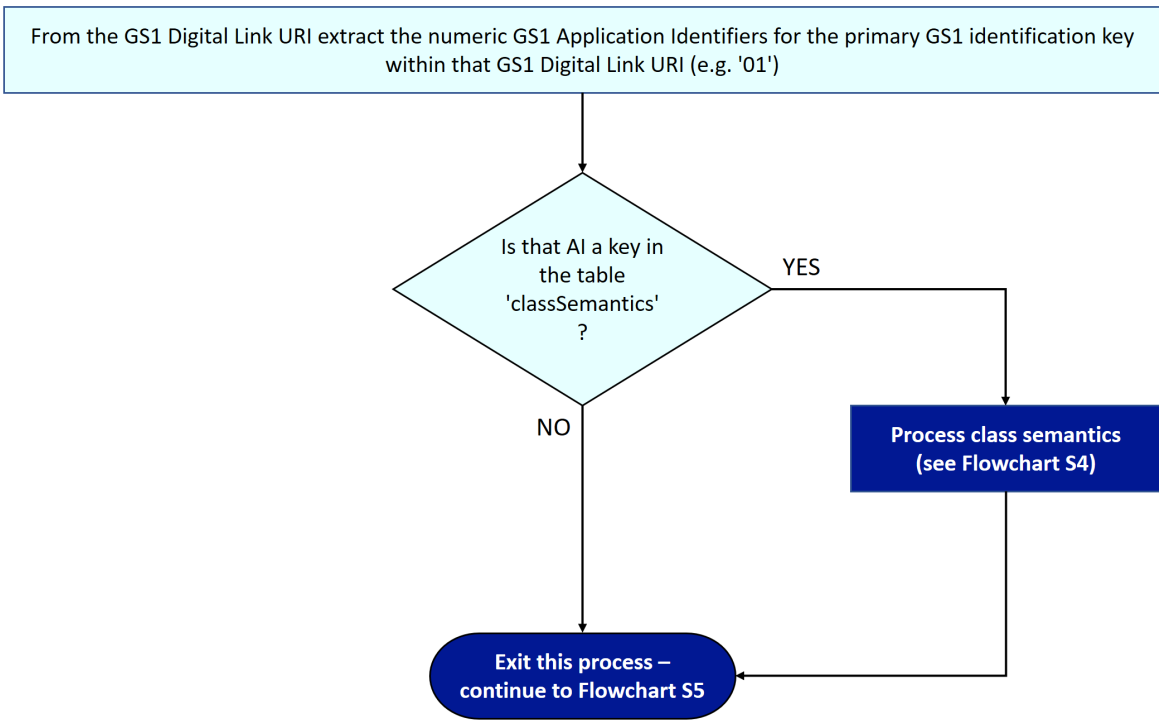 From the GS1 Digital Link URI extract the numeric GS1 Application Identifiers for the primary GS1 identification key
within that GS1 Digital Link URI (e.g. '01')
Is that AI a key in
the table
'classSemantics'
?
YES
NO
Process class semantics
(see Flowchart S4)
Exit this process –
continue to Flowchart S5